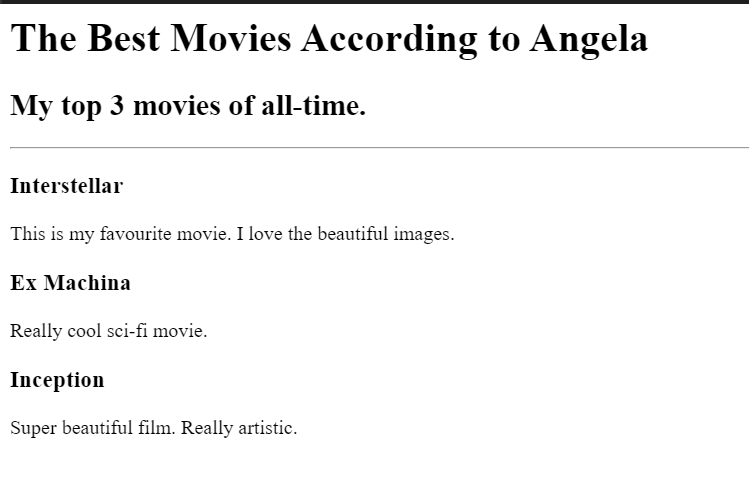 The Best Movies According to Angela
My top 3 movies of all-time.
Interstellar
This is my favourite movie. I love the beautiful images.
Ex Machina
Really cool sci-fi movie.
Inception
Super beautiful film. Really artistic.